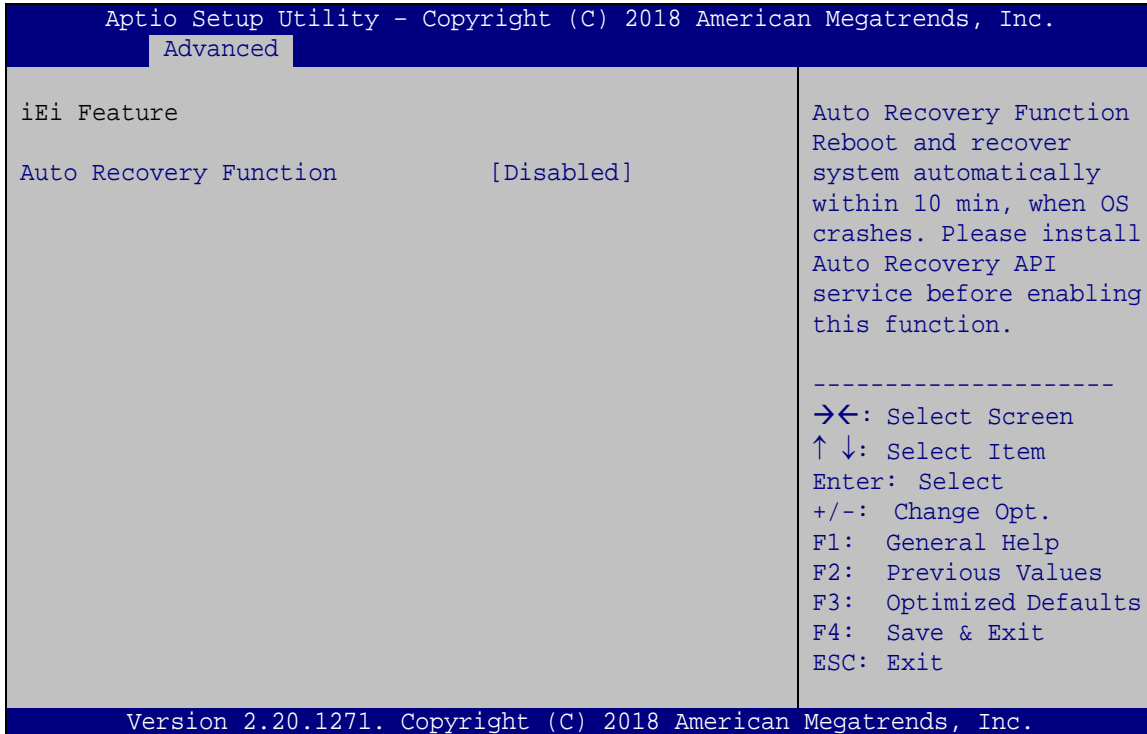 Aptio Setup Utility – Copyright (C) 2018 American Megatrends, Inc.
Advanced
iEi Feature
Auto Recovery Function [Disabled]
Auto Recovery Function
Reboot and recover
system automatically
within 10 min, when OS
crashes. Please install
Auto Recovery API
service before enabling
this function.
---------------------
→←: Select Screen
↑ ↓: Select Item
Enter: Select
+/-: Change Opt.
F1: General Help
F2: Previous Values
F3: Optimized Defaults
F4: Save & Exit
ESC: Exit
Version 2.20.1271. Copyright (C) 2018 American Megatrends, Inc.